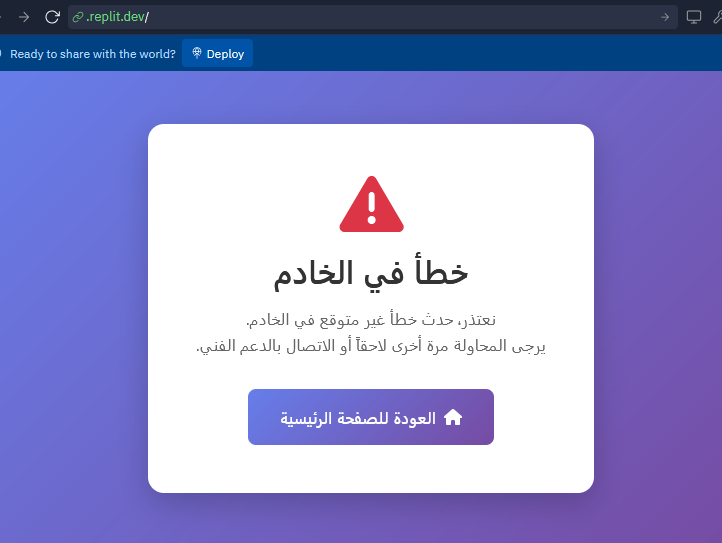 .replit.dev/
Ready to share with the world? Deploy
خطأ في الخادم
نعتذر، حدث خطأ غير متوقع في الخادم.
يرجى المحاولة مرة أخرى لاحقاً أو الاتصال بالدعم الفني.
العودة للصفحة الرئيسية